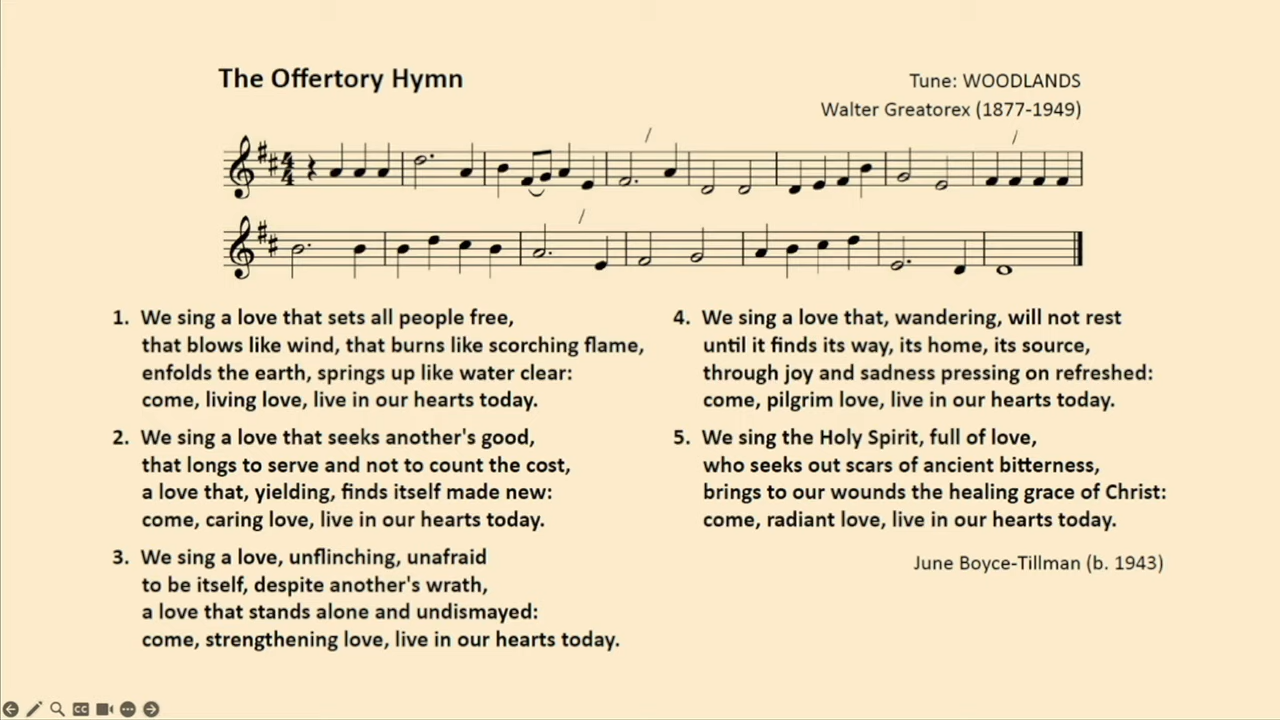 The Offertory Hymn
Tune: WOODLANDS
Walter Greatorex (1877-1949)
1. We sing a love that sets all people free,
that blows like wind, that burns like scorching flame,
enfolds the earth, springs up like water clear:
come, living love, live in our hearts today.
2. We sing a love that seeks another's good,
that longs to serve and not to count the cost,
a love that, yielding, finds itself made new:
come, caring love, live in our hearts today.
3. We sing a love, unflinching, unafraid
to be itself, despite another's wrath,
a love that stands alone and undismayed:
come, strengthening love, live in our hearts today.
4. We sing a love that, wandering, will not rest
until it finds its way, its home, its source,
through joy and sadness pressing on refreshed:
come, pilgrim love, live in our hearts today.
5. We sing the Holy Spirit, full of love,
who seeks out scars of ancient bitterness,
brings to our wounds the healing grace of Christ:
come, radiant love, live in our hearts today.
June Boyce-Tillman (b. 1943)